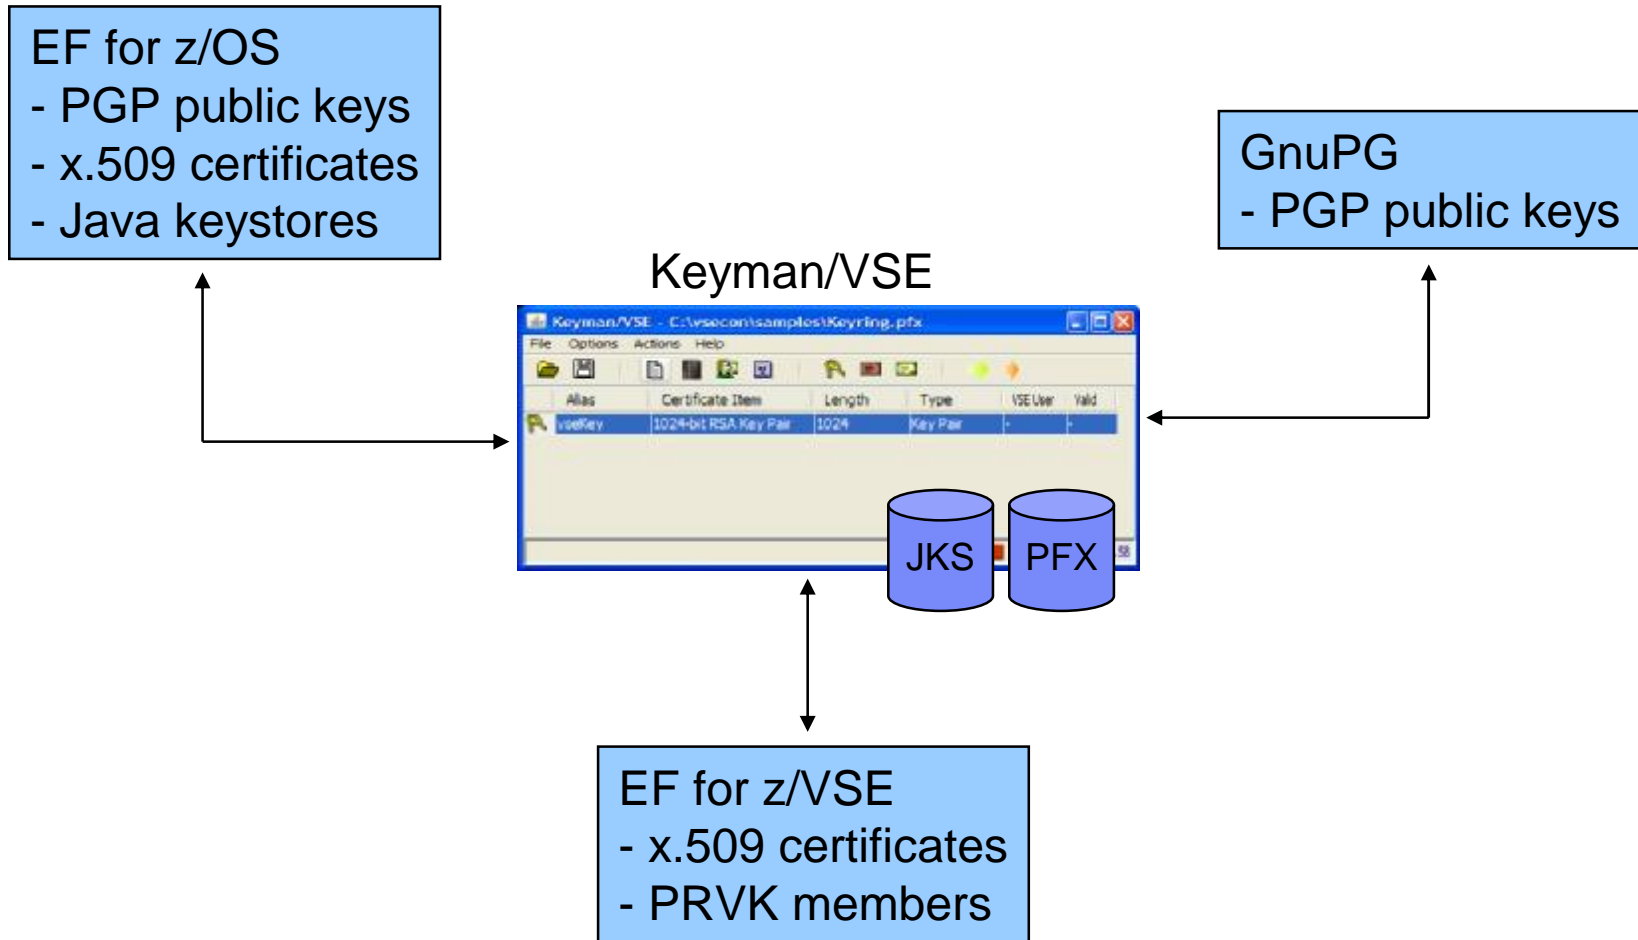 EF for z/OS
- PGP public keys
- x.509 certificates
- Java keystores
GnuPG
- PGP public keys
Keyman/VSE
Keyman/VSE - C:\vsecon\samples\Keyring.pfx
File Options Actions Help
Alias Certificate Item Length Type VSE User Valid
vseKey 1024-bit RSA Key Pair 1024 Key Pair - -
JKS PFX
EF for z/VSE
- x.509 certificates
- PRVK members